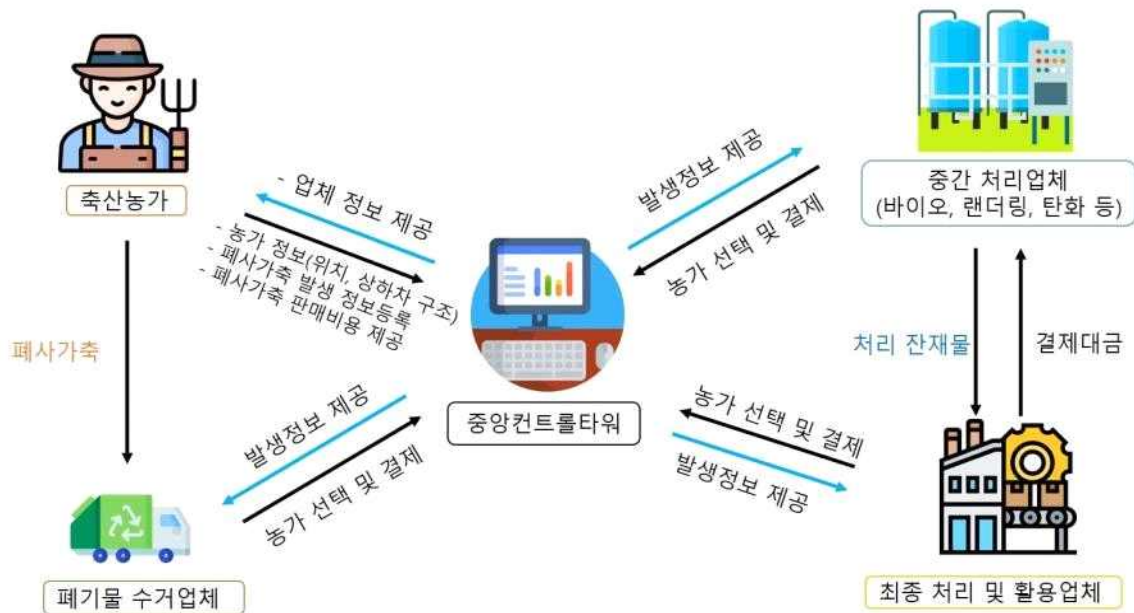 축산농가
- 업체 정보 제공
- 농가 정보(위치, 상하차 구조)
- 폐사가축 발생 정보등록
- 폐사가축 판매비용 제공
발생정보 제공
농가 선택 및 결제
중간 처리업체
(바이오, 랜더링, 탄화 등)
폐사가축
처리 잔재물
결제대금
중앙컨트롤타워
발생정보 제공
농가 선택 및 결제
농가 선택 및 결제
발생정보 제공
폐기물 수거업체
최종 처리 및 활용업체